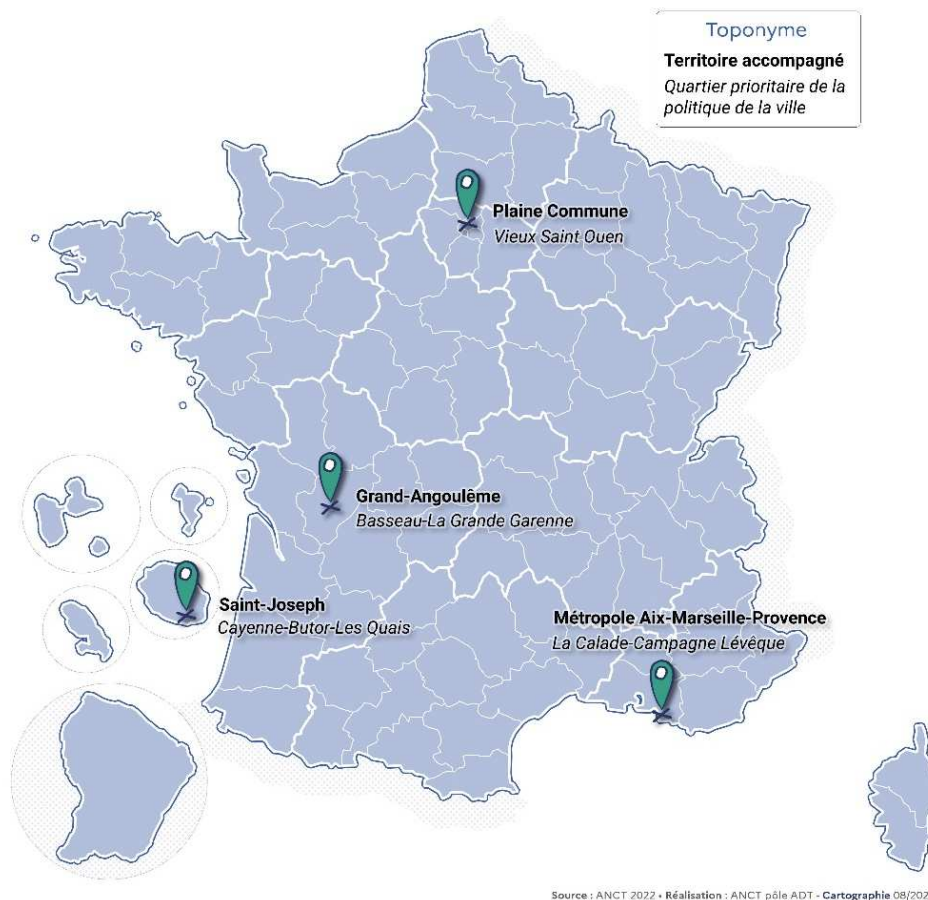 Toponyme
Territoire accompagné
Quartier prioritaire de la
politique de la ville
Plaine Commune
Vieux Saint Ouen
Grand-Angoulême
Basseau-La Grande Garenne
Saint-Joseph
Cayenne-Butor-Les Quais
Métropole Aix-Marseille-Provence
La Calade-Campagne Lévêque
Source : ANCT 2022 • Réalisation : ANCT pôle ADT - Cartographie 08/202